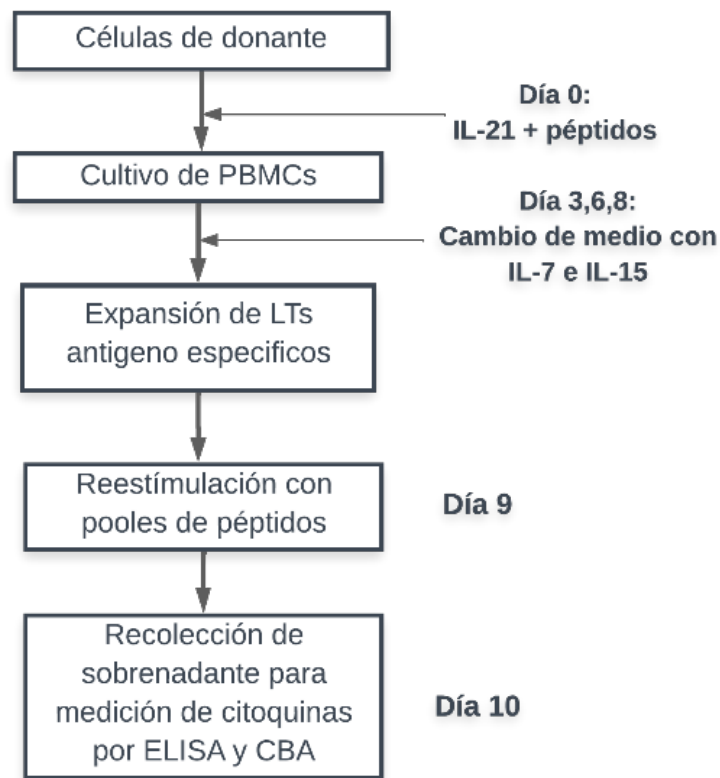 Células de donante
Día 0:
IL-21 + péptidos
Cultivo de PBMCs
Día 3,6,8:
Cambio de medio con
IL-7 e IL-15
Expansión de LTs
antigeno especificos
Reestímulación con
pooles de péptidos
Día 9
Recolección de
sobrenadante para
medición de citoquinas
por ELISA y CBA
Día 10